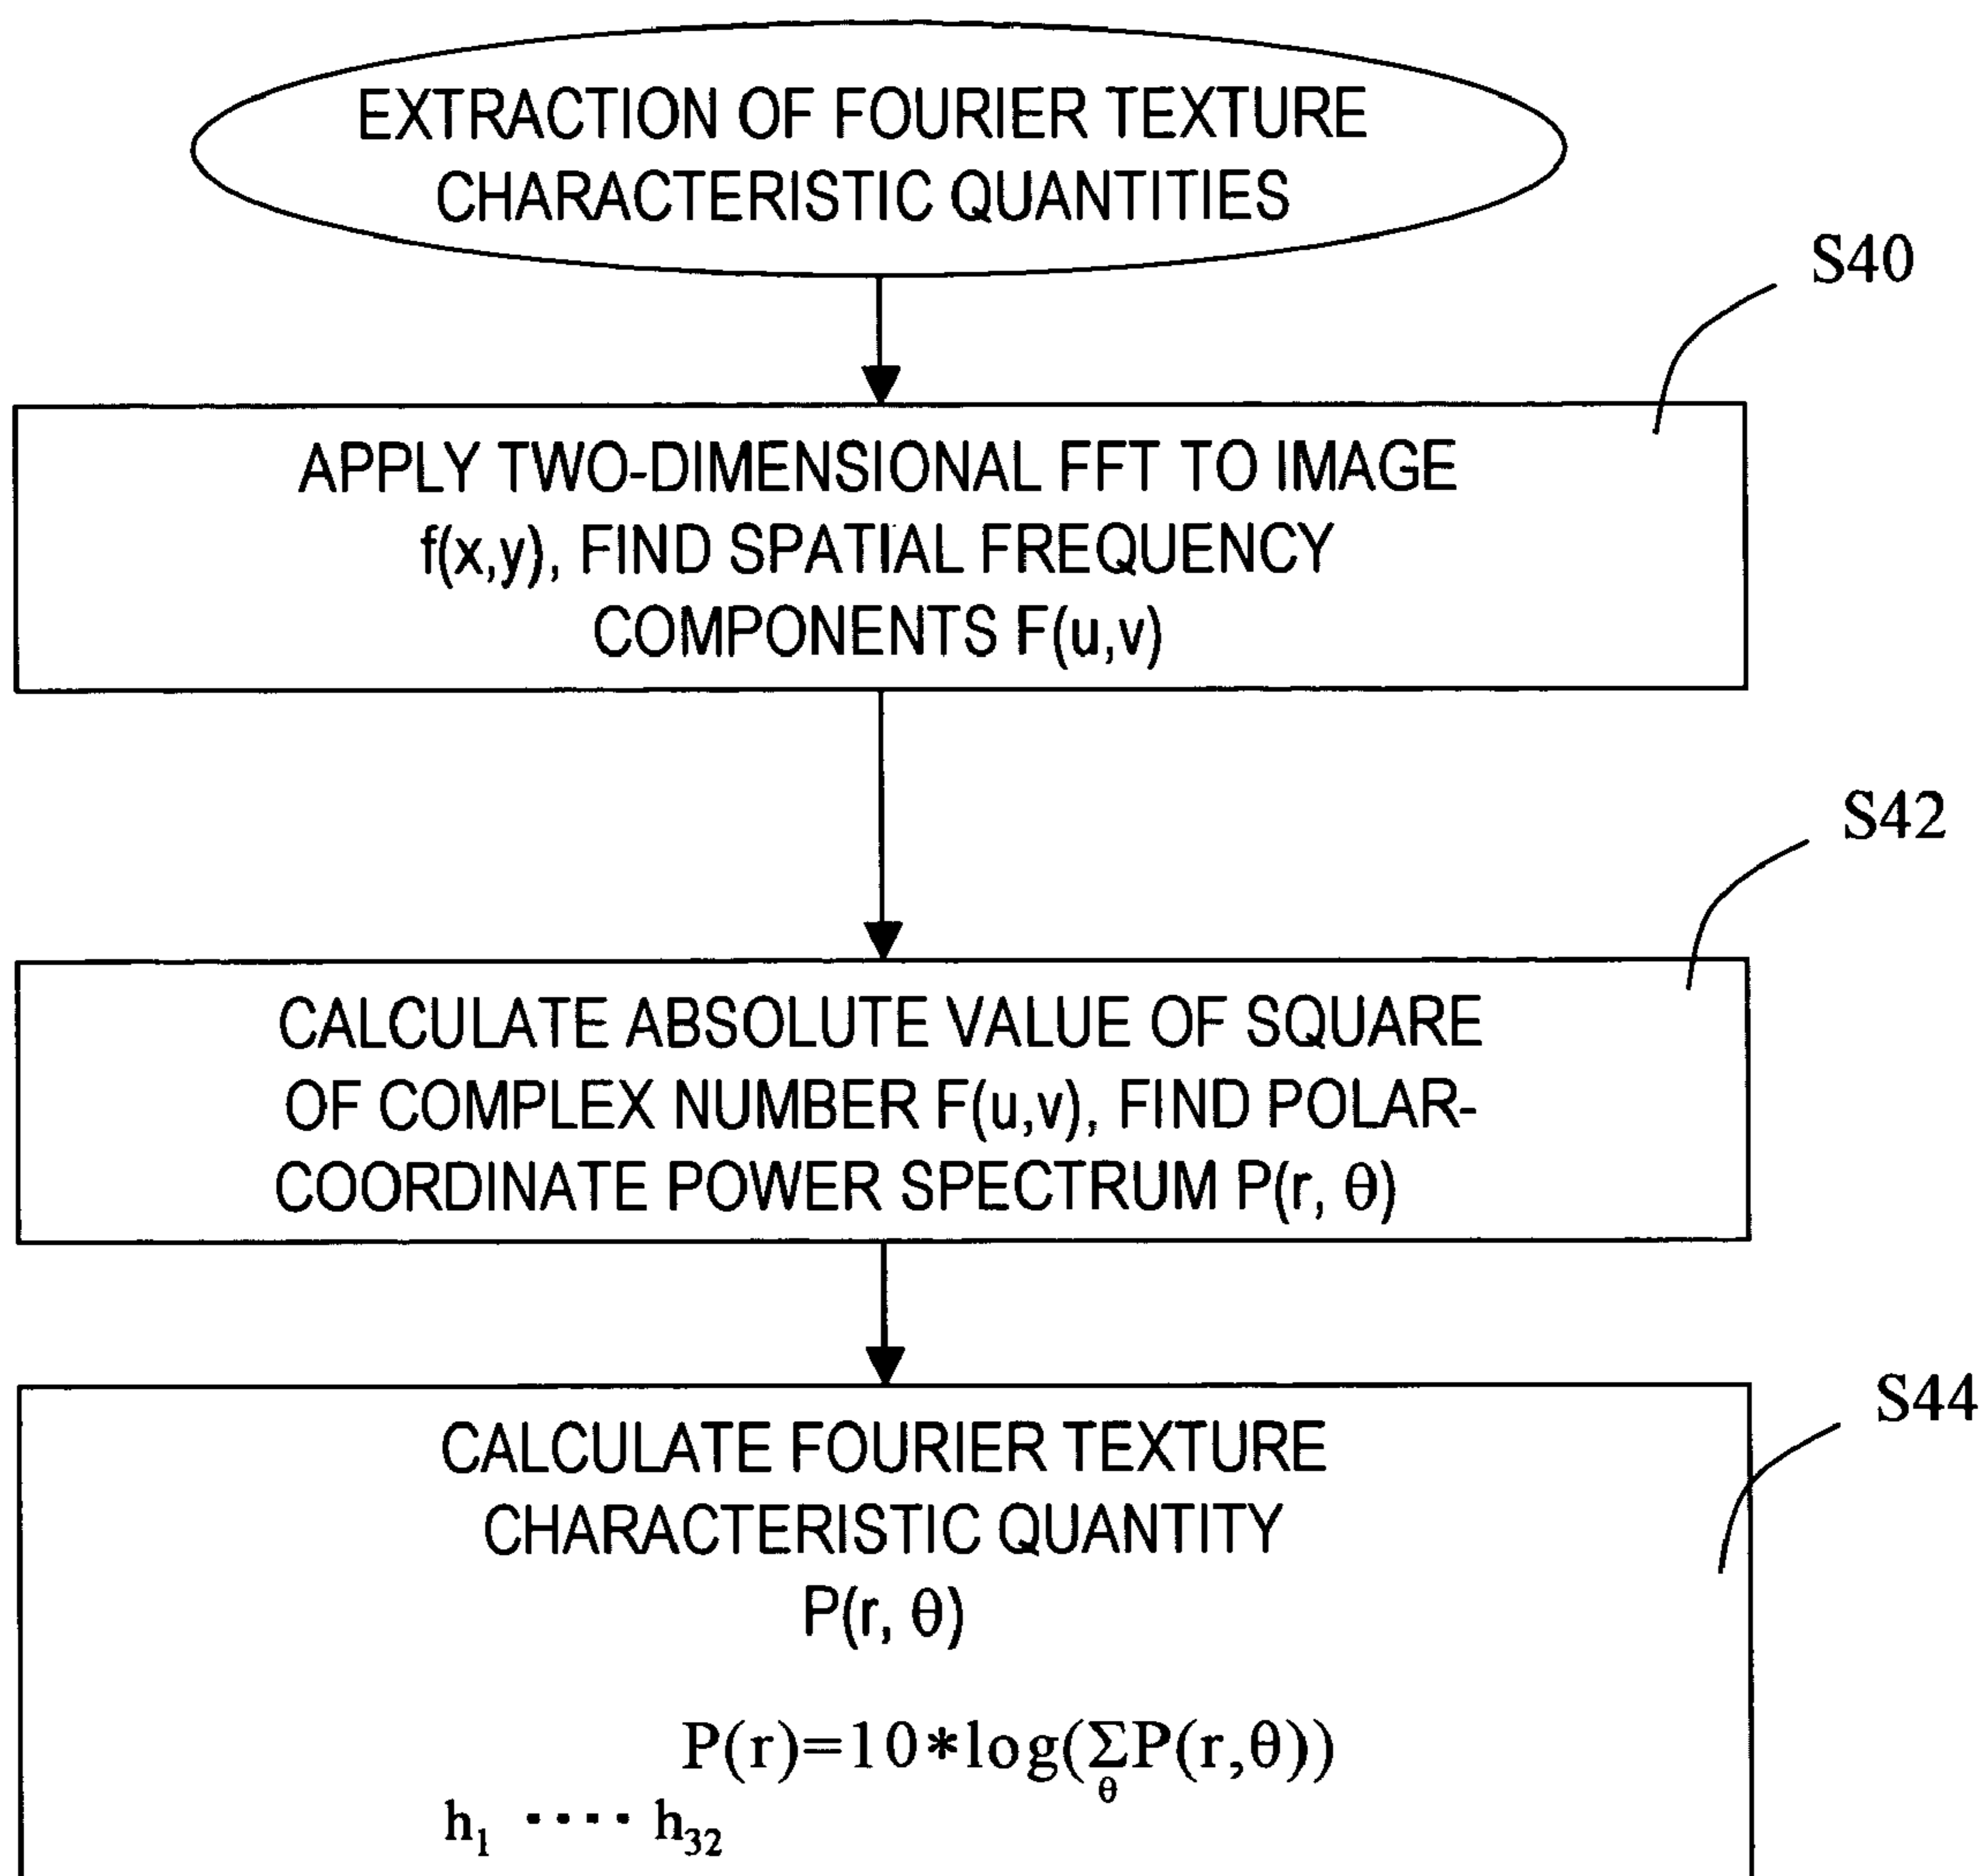 EXTRACTION OF FOURIER TEXTURE
CHARACTERISTIC QUANTITIES
S40
APPLY TWO-DIMENSIONAL FFT TO IMAGE
f(x,y), FIND SPATIAL FREQUENCY
COMPONENTS F(u,v)
S42
CALCULATE ABSOLUTE VALUE OF SQUARE
OF COMPLEX NUMBER F(u,v), FIND POLAR-
COORDINATE POWER SPECTRUM P(r, θ)
S44
CALCULATE FOURIER TEXTURE
CHARACTERISTIC QUANTITY
P(r, θ)
P(r)=10*log(Σ_θ P(r,θ))
h₁ ···· h₃₂